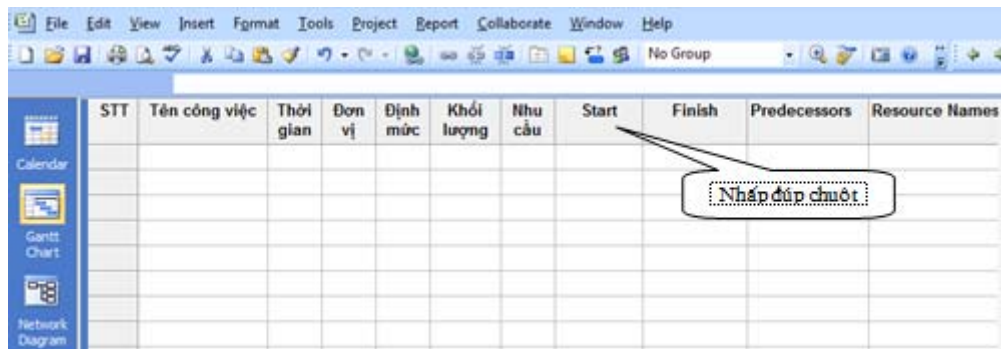 File Edit View Insert Format Tools Project Report Collaborate Window Help
No Group
STT Tên công việc Thời gian Đơn vị Định mức Khối lượng Nhu cầu Start Finish Predecessors Resource Names
Nhấp đúp chuột
Calendar
Gantt
Chart
Network
Diagram